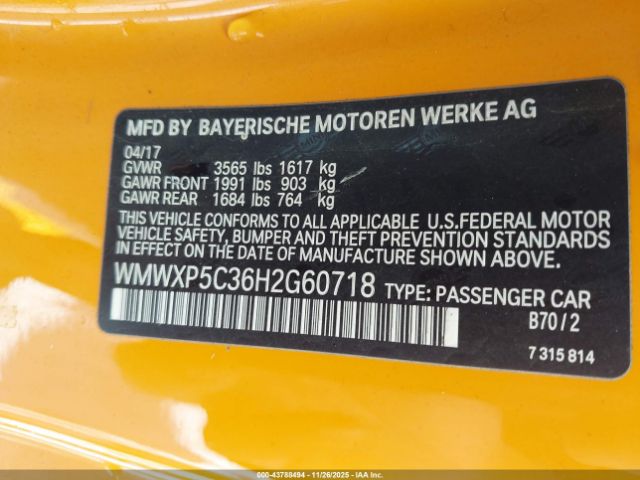 MFD BY BAYERISCHE MOTOREN WERKE AG
04/17
GVWR 3565 lbs 1617 kg
GAWR FRONT 1991 lbs 903 kg
GAWR REAR 1684 lbs 764 kg
THIS VEHICLE CONFORMS TO ALL APPLICABLE U.S.FEDERAL MOTOR
VEHICLE SAFETY, BUMPER AND THEFT PREVENTION STANDARDS
IN EFFECT ON THE DATE OF MANUFACTURE SHOWN ABOVE.
WMWXP5C36H2G60718 TYPE: PASSENGER CAR
B70/2
7 315 814
© IAAI 43788494 | 11/26/2025 - IAAI.com